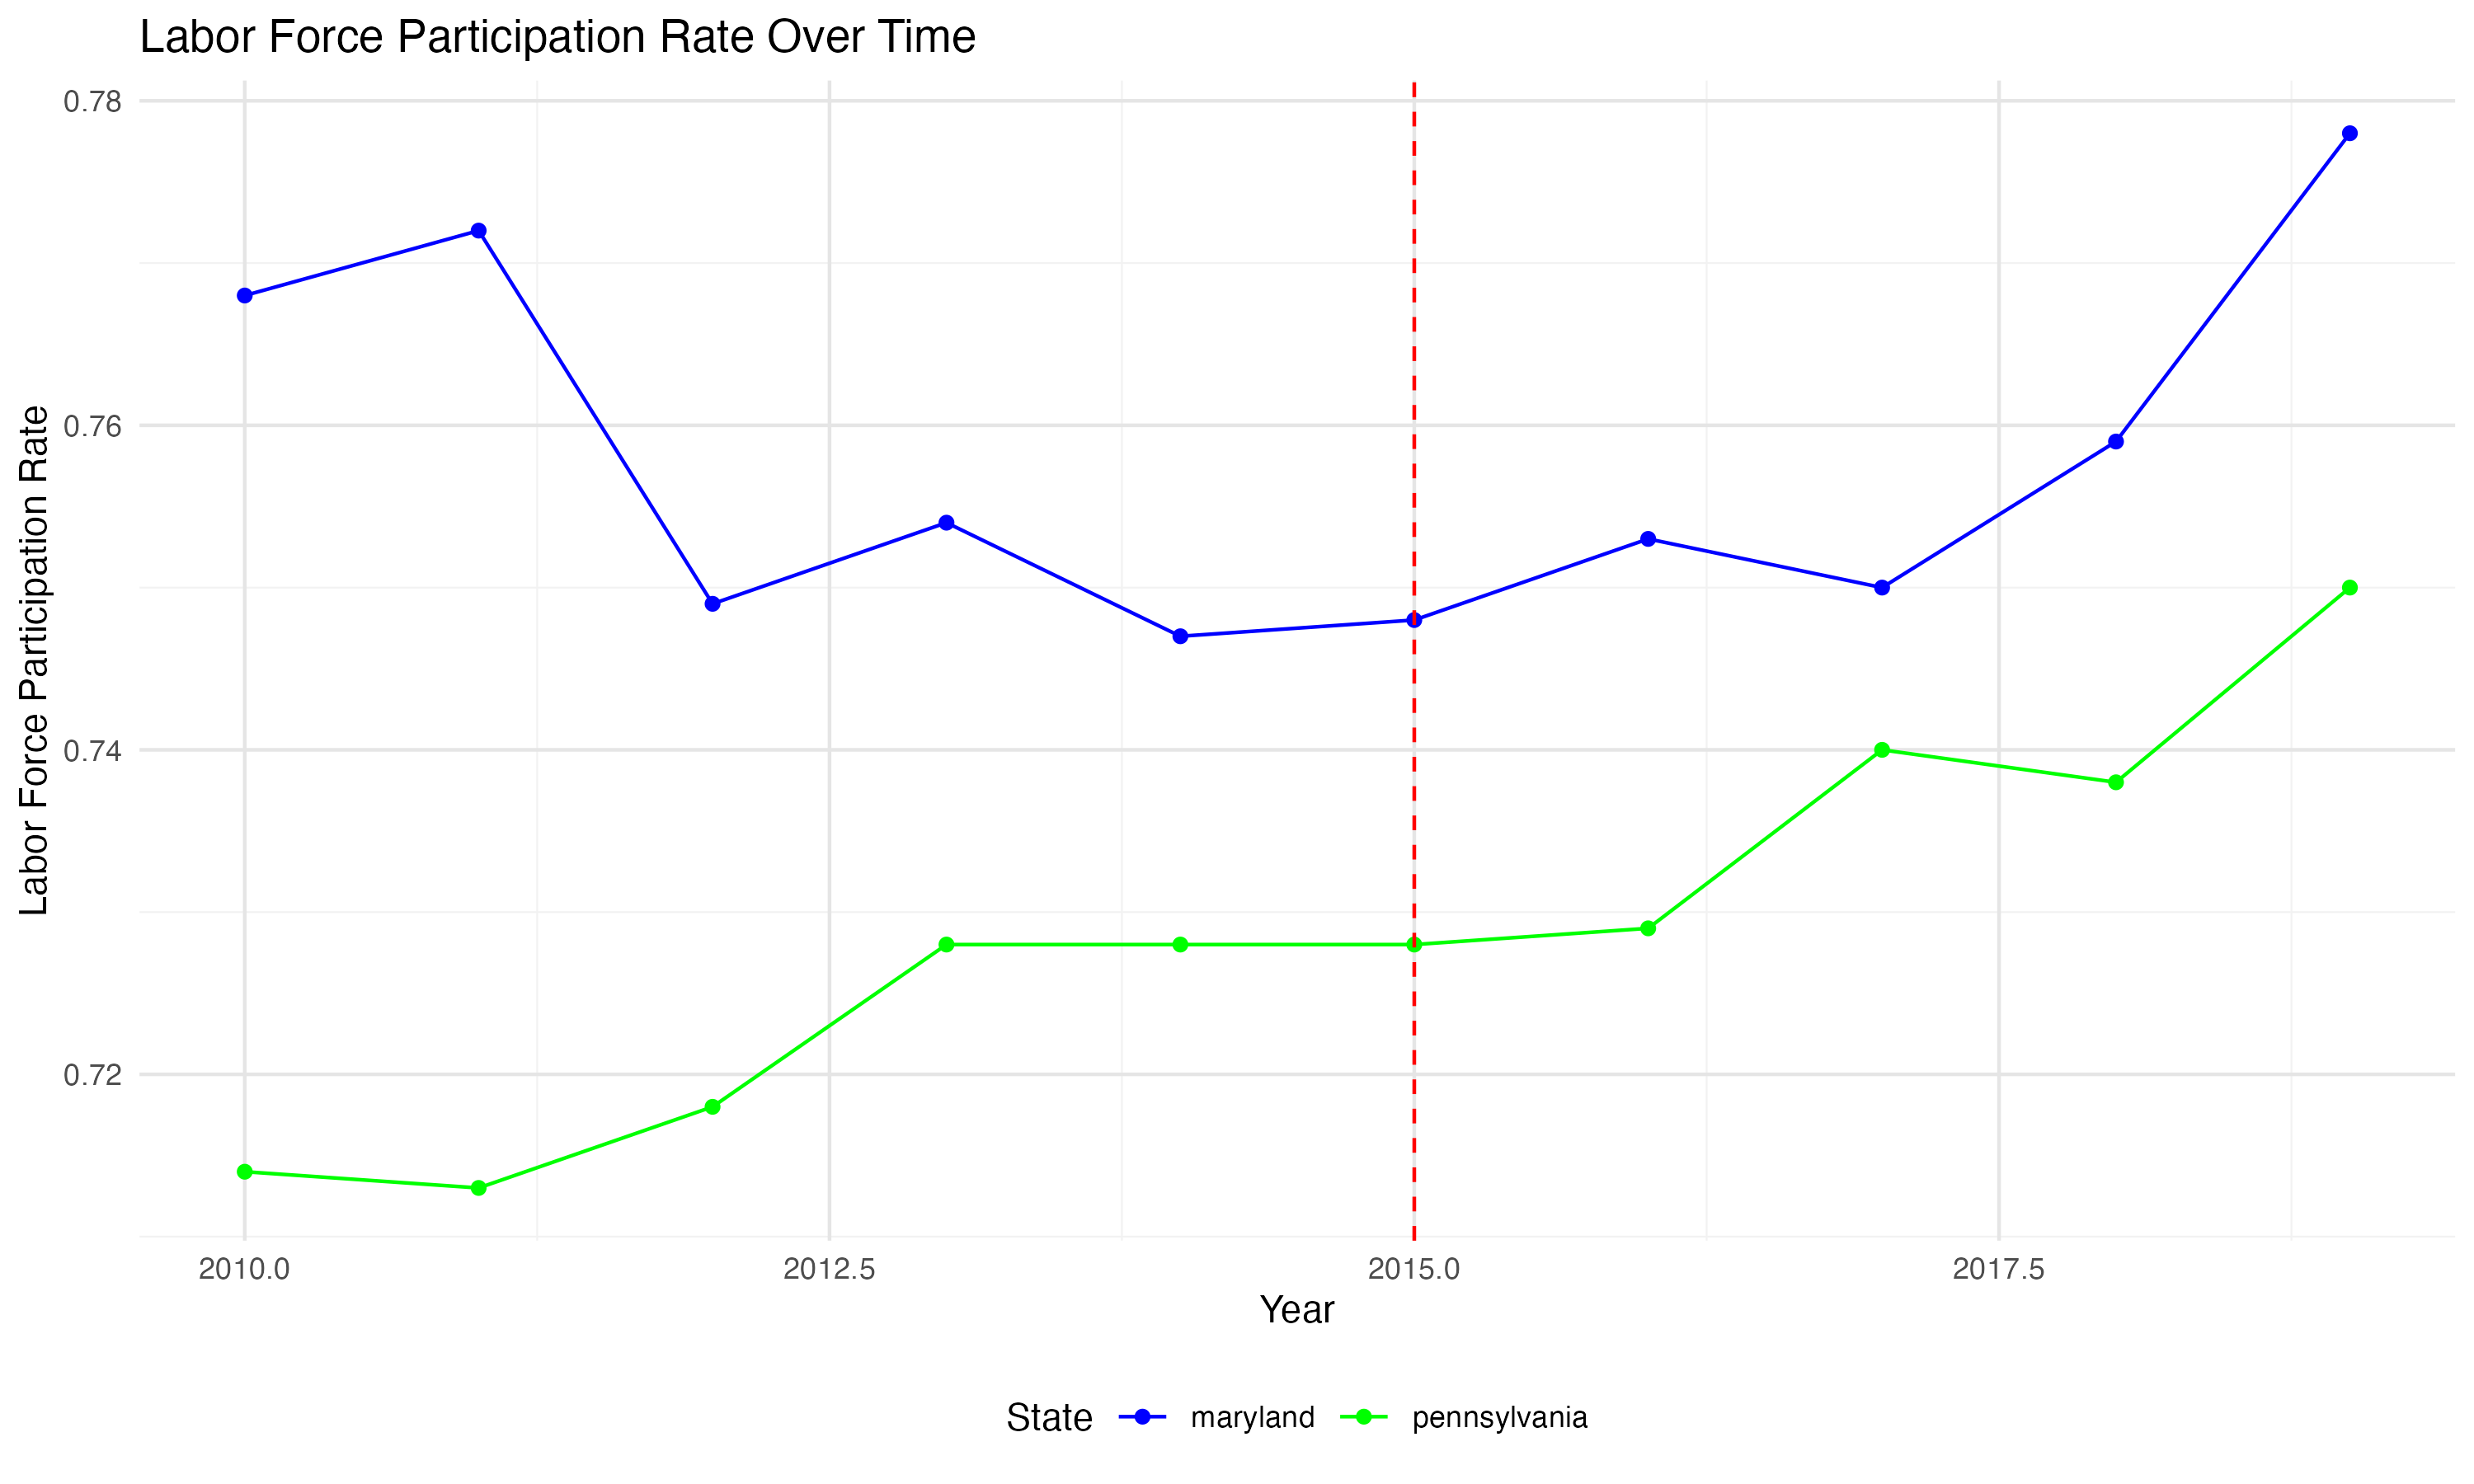 Labor Force Participation Rate Over Time
Labor Force Participation Rate
0.78
0.76
0.74
0.72
2010.0 2012.5 2015.0 2017.5
Year
State maryland pennsylvania